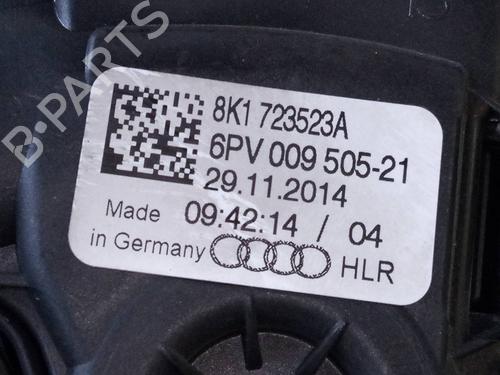 B-PARTS
8K1 723523A
6PV 009 505-21
29.11.2014
Made 09:42:14 / 04
in Germany HLR